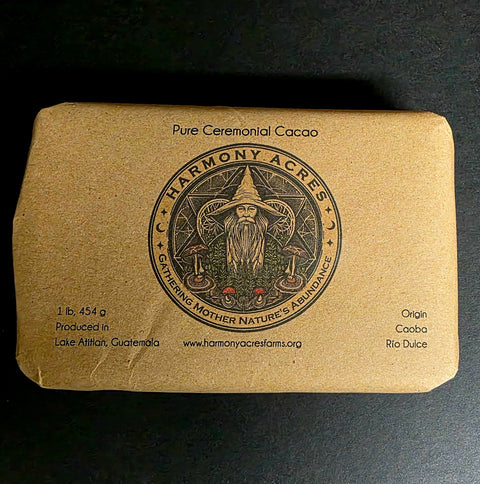 Pure Ceremonial Cacao
HARMONY ACRES
GATHERING MOTHER NATURE'S ABUNDANCE
1 lb, 454 g
Produced in
Lake Atitlan, Guatemala
www.harmonyacresfarms.org
Origin
Caoba
Río Dulce